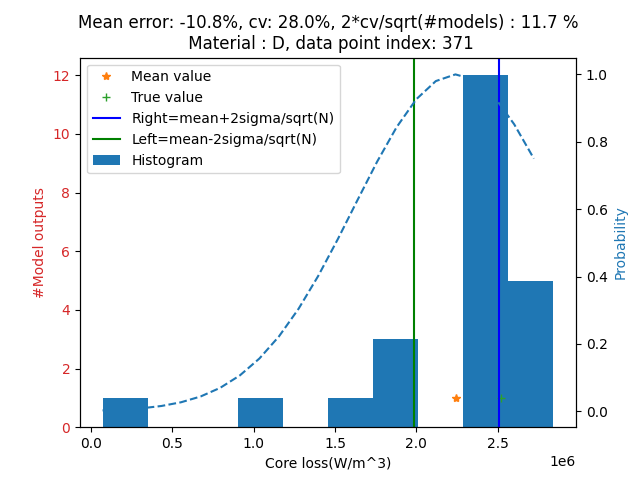 Mean error: -10.8%, cv: 28.0%, 2*cv/sqrt(#models) : 11.7 %
Material : D, data point index: 371
Mean value
True value
Right=mean+2sigma/sqrt(N)
Left=mean-2sigma/sqrt(N)
Histogram
#Model outputs
12
10
8
6
4
2
0
1.0
0.8
0.6
0.4
0.2
0.0
Probability
0.0 0.5 1.0 1.5 2.0 2.5
1e6
Core loss(W/m^3)